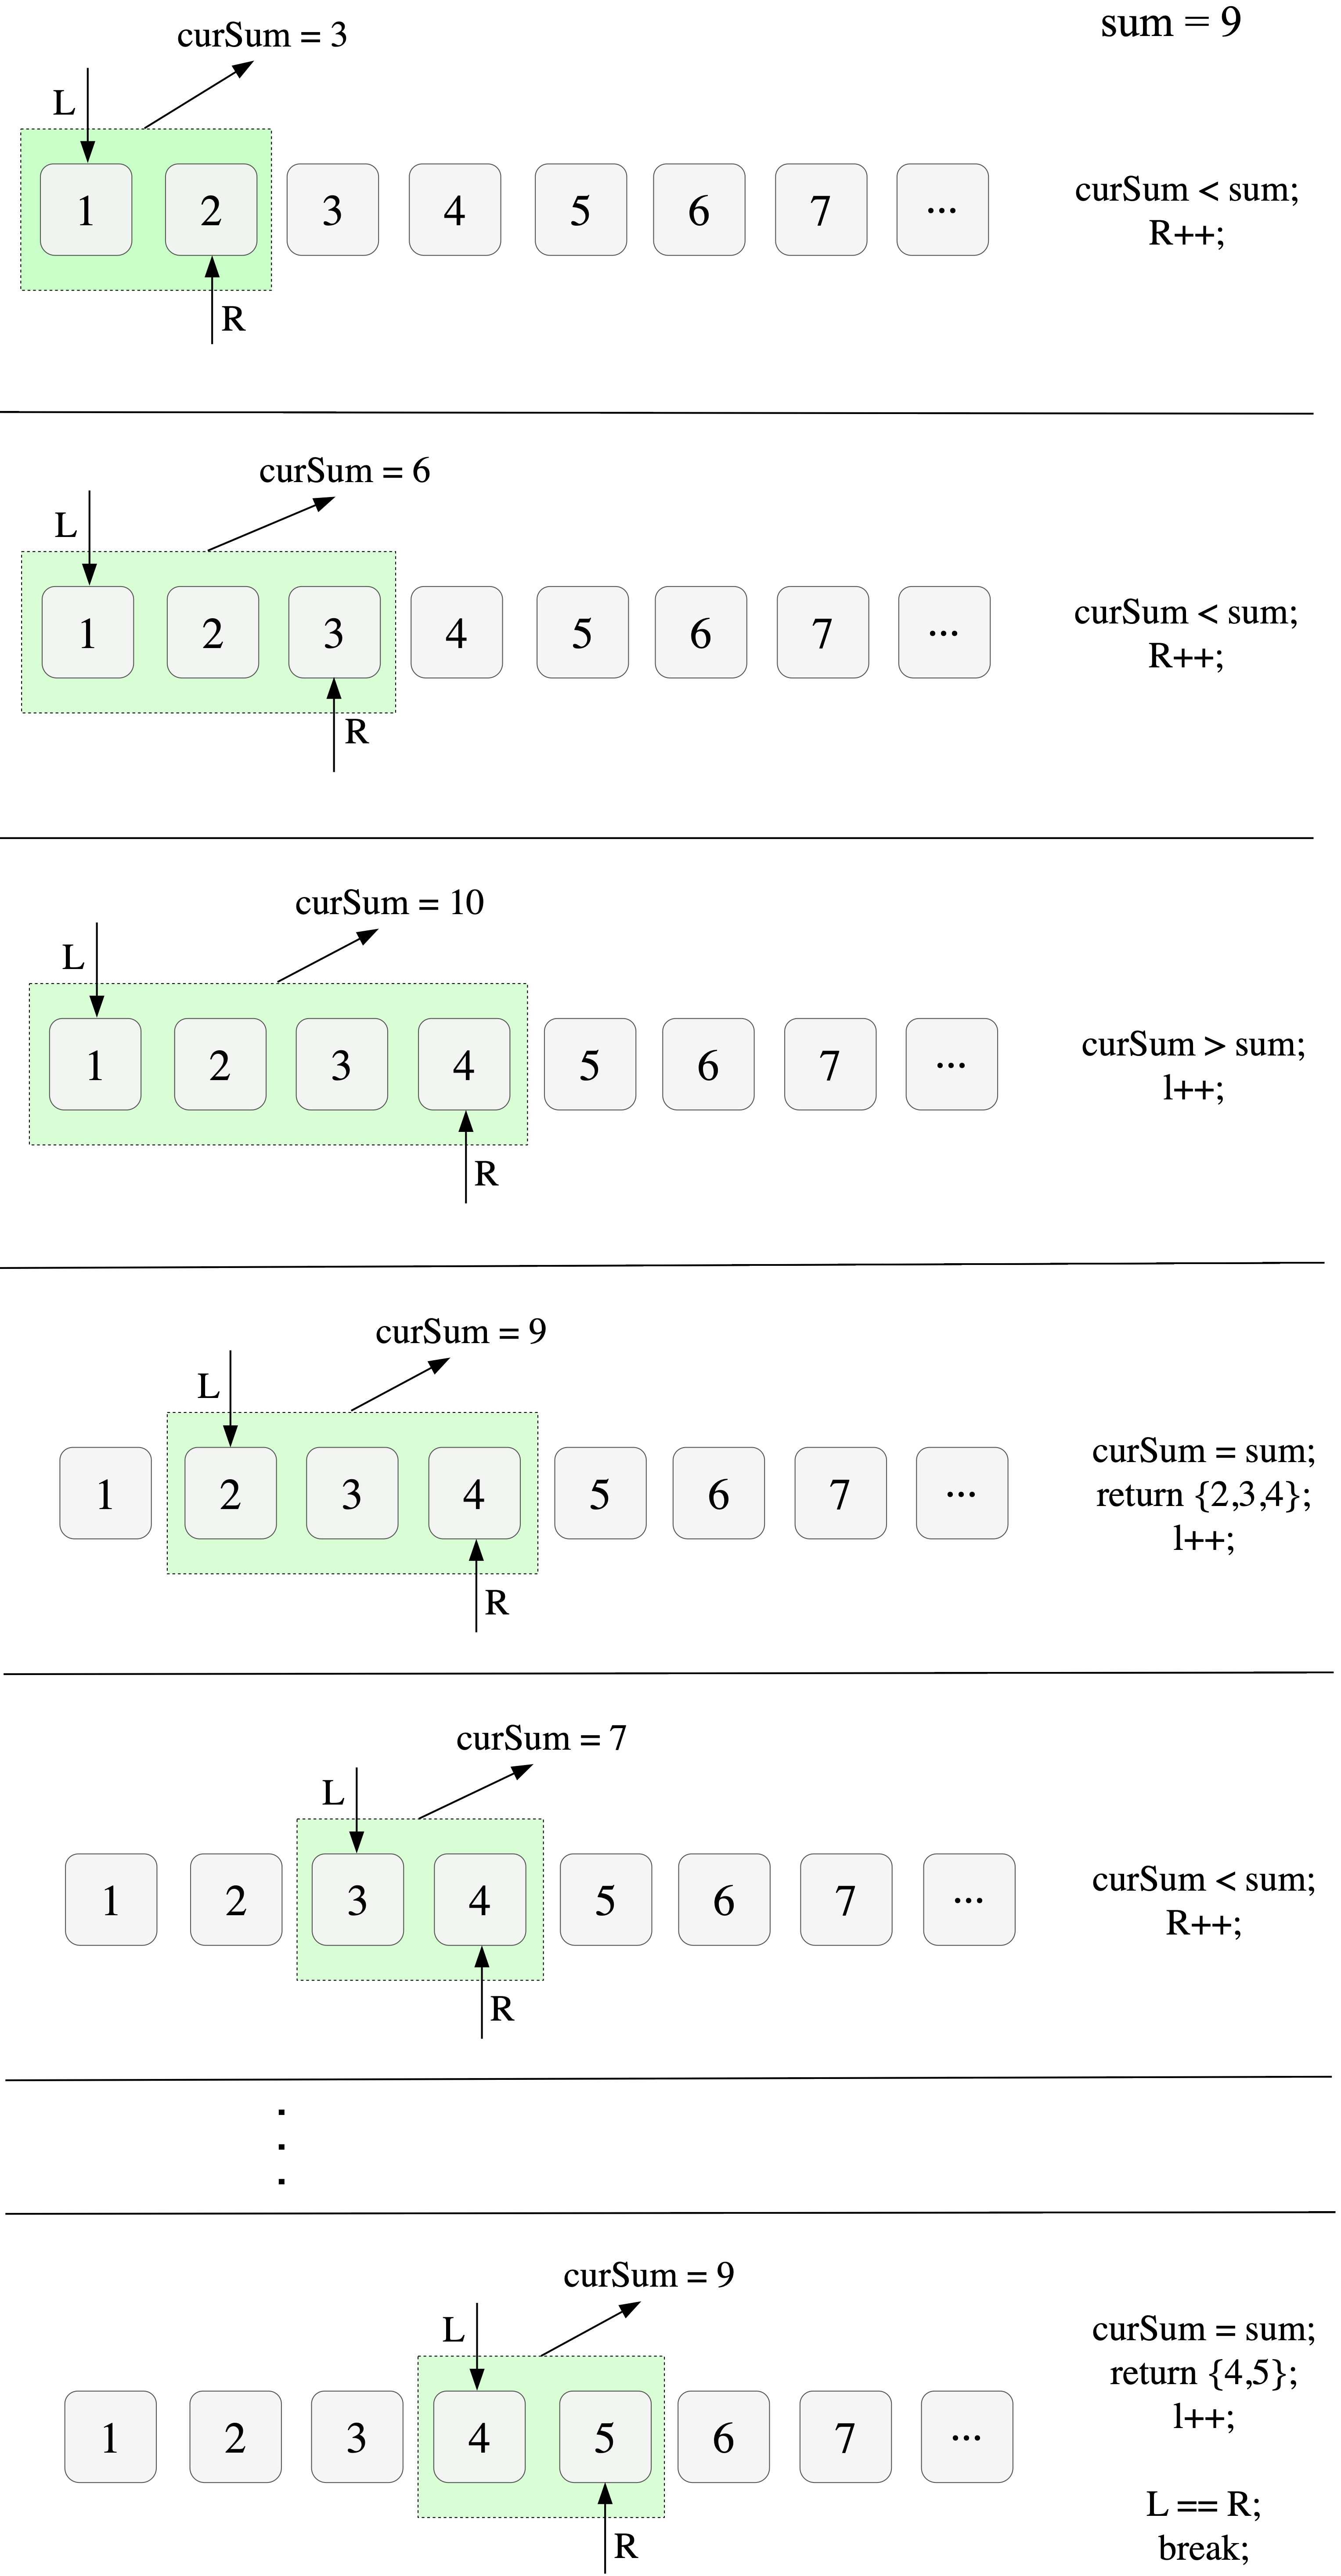 sum = 9
curSum = 3
L
1 2 3 4 5 6 7 ...
curSum < sum;
R++;
R
curSum = 6
L
1 2 3 4 5 6 7 ...
curSum < sum;
R++;
R
curSum = 10
L
1 2 3 4 5 6 7 ...
curSum > sum;
l++;
R
curSum = 9
L
1 2 3 4 5 6 7 ...
curSum = sum;
return {2,3,4};
l++;
R
curSum = 7
L
1 2 3 4 5 6 7 ...
curSum < sum;
R++;
R
.
.
.
curSum = 9
L
1 2 3 4 5 6 7 ...
curSum = sum;
return {4,5};
l++;
R
L == R;
break;